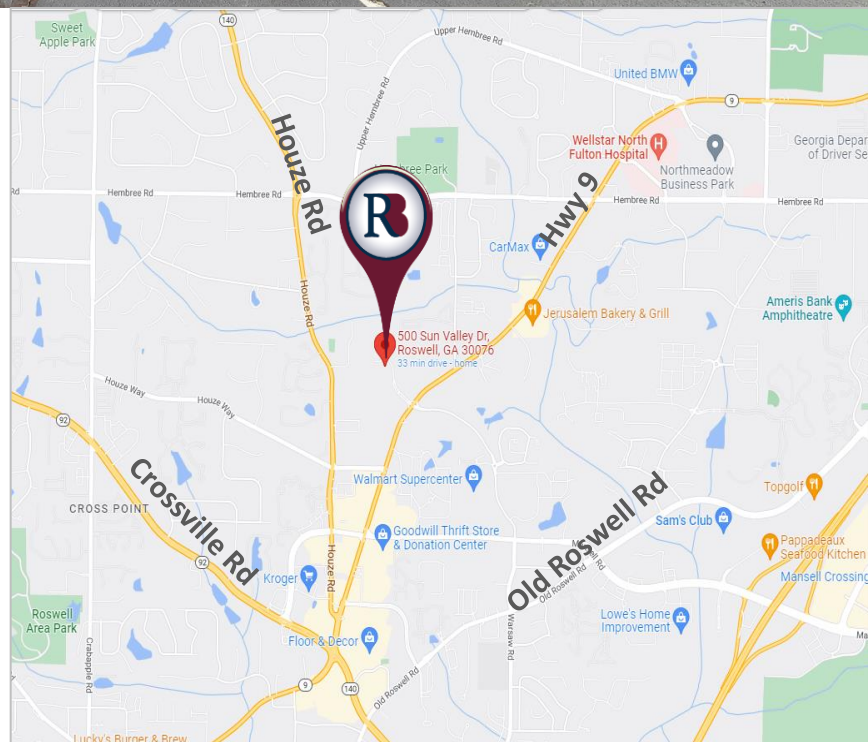 140
Sweet
Apple Park
Upper Hembree Rd
United BMW
9
Houze Rd
Upper Hembree Rd
Wellstar North
Fulton Hospital
H
Georgia Depar
of Driver Se
Northmeadow
Business Park
Hembree Rd
Hembree Rd
Hembree Rd
Hembree Rd
RB
Hwy 9
CarMax
Houze Rd
Jerusalem Bakery & Grill
Ameris Bank
Amphitheatre
500 Sun Valley Dr,
Roswell, GA 30076
33 min drive - home
Houze Way
Houze Way
92
Crossville Rd
Walmart Supercenter
Topgolf
CROSS POINT
Old Roswell Rd
Sam's Club
Goodwill Thrift Store
& Donation Center
Pappadeaux
Seafood Kitchen
Houze Rd
Old Roswell Rd
Mansell Crossing
Kroger
92
Roswell
Area Park
Lowe's Home
Improvement
Warsaw Rd
Floor & Decor
Crabapple Rd
9
140
Old Roswell Rd
Lucky's Burger & Brew